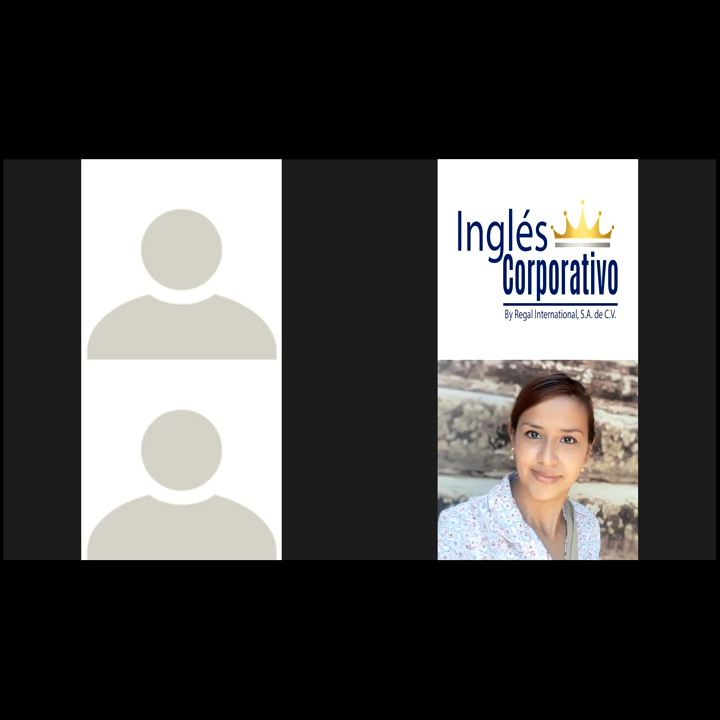 Inglés
Corporativo
By Regal International, S.A. de C.V.